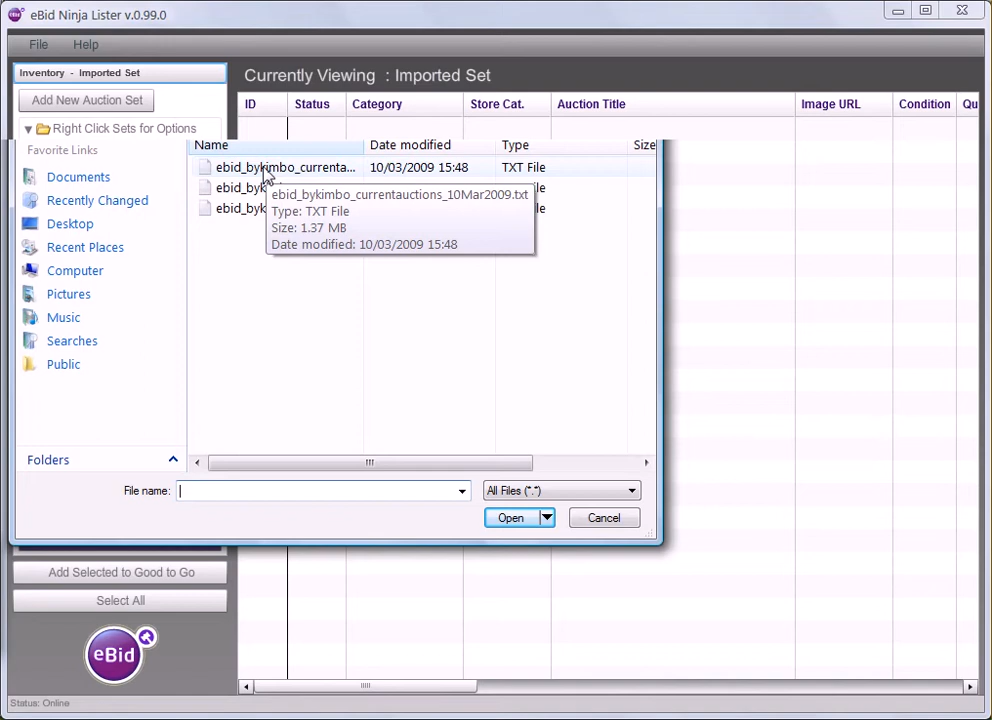 eBid Ninja Lister v.0.99.0
File Help
Inventory - Imported Set
Currently Viewing : Imported Set
Add New Auction Set
ID Status Category Store Cat. Auction Title Image URL Condition Qu
Right Click Sets for Options
Favorite Links
Name Date modified Type Size
ebid_bykimbo_currenta... 10/03/2009 15:48 TXT File
ebid_byk
ebid_byk
ebid_bykimbo_currentauctions_10Mar2009.txt
Type: TXT File
Size: 1.37 MB
Date modified: 10/03/2009 15:48
ile
ile
Documents
Recently Changed
Desktop
Recent Places
Computer
Pictures
Music
Searches
Public
Folders
File name:
All Files (*.*)
Open
Cancel
Add Selected to Good to Go
Select All
eBid
Status: Online